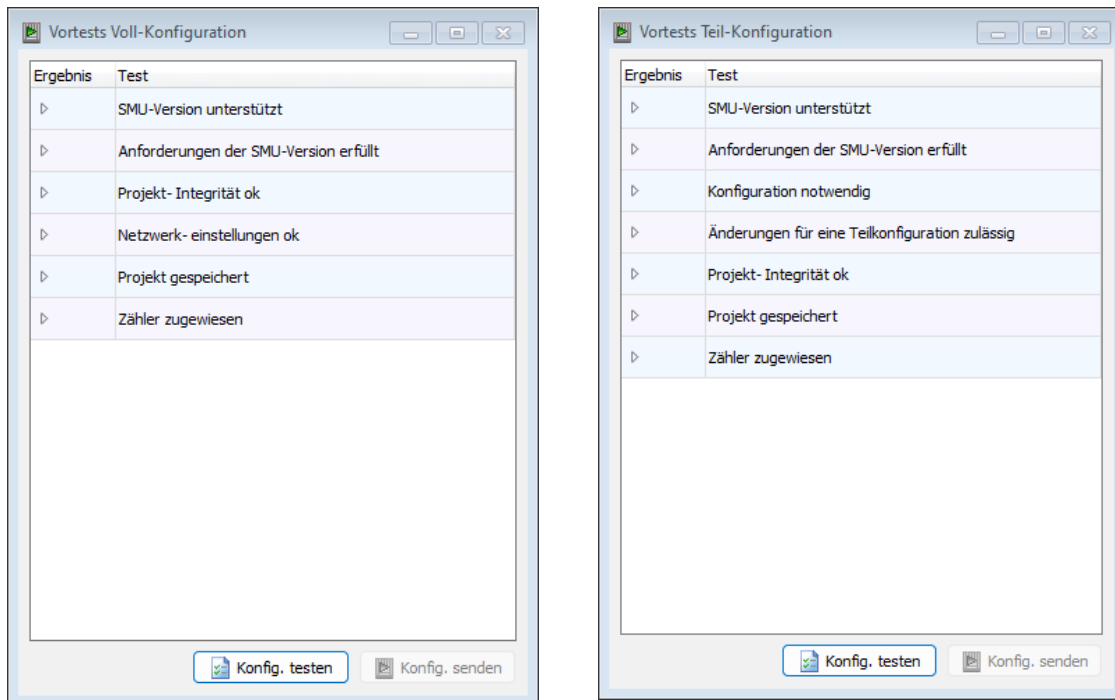 Vortests Voll-Konfiguration
Ergebnis Test
SMU-Version unterstützt
Anforderungen der SMU-Version erfüllt
Projekt- Integrität ok
Netzwerk- einstellungen ok
Projekt gespeichert
Zähler zugewiesen
Konfig. testen Konfig. senden
Vortests Teil-Konfiguration
Ergebnis Test
SMU-Version unterstützt
Anforderungen der SMU-Version erfüllt
Konfiguration notwendig
Änderungen für eine Teilkonfiguration zulässig
Projekt- Integrität ok
Projekt gespeichert
Zähler zugewiesen
Konfig. testen Konfig. senden